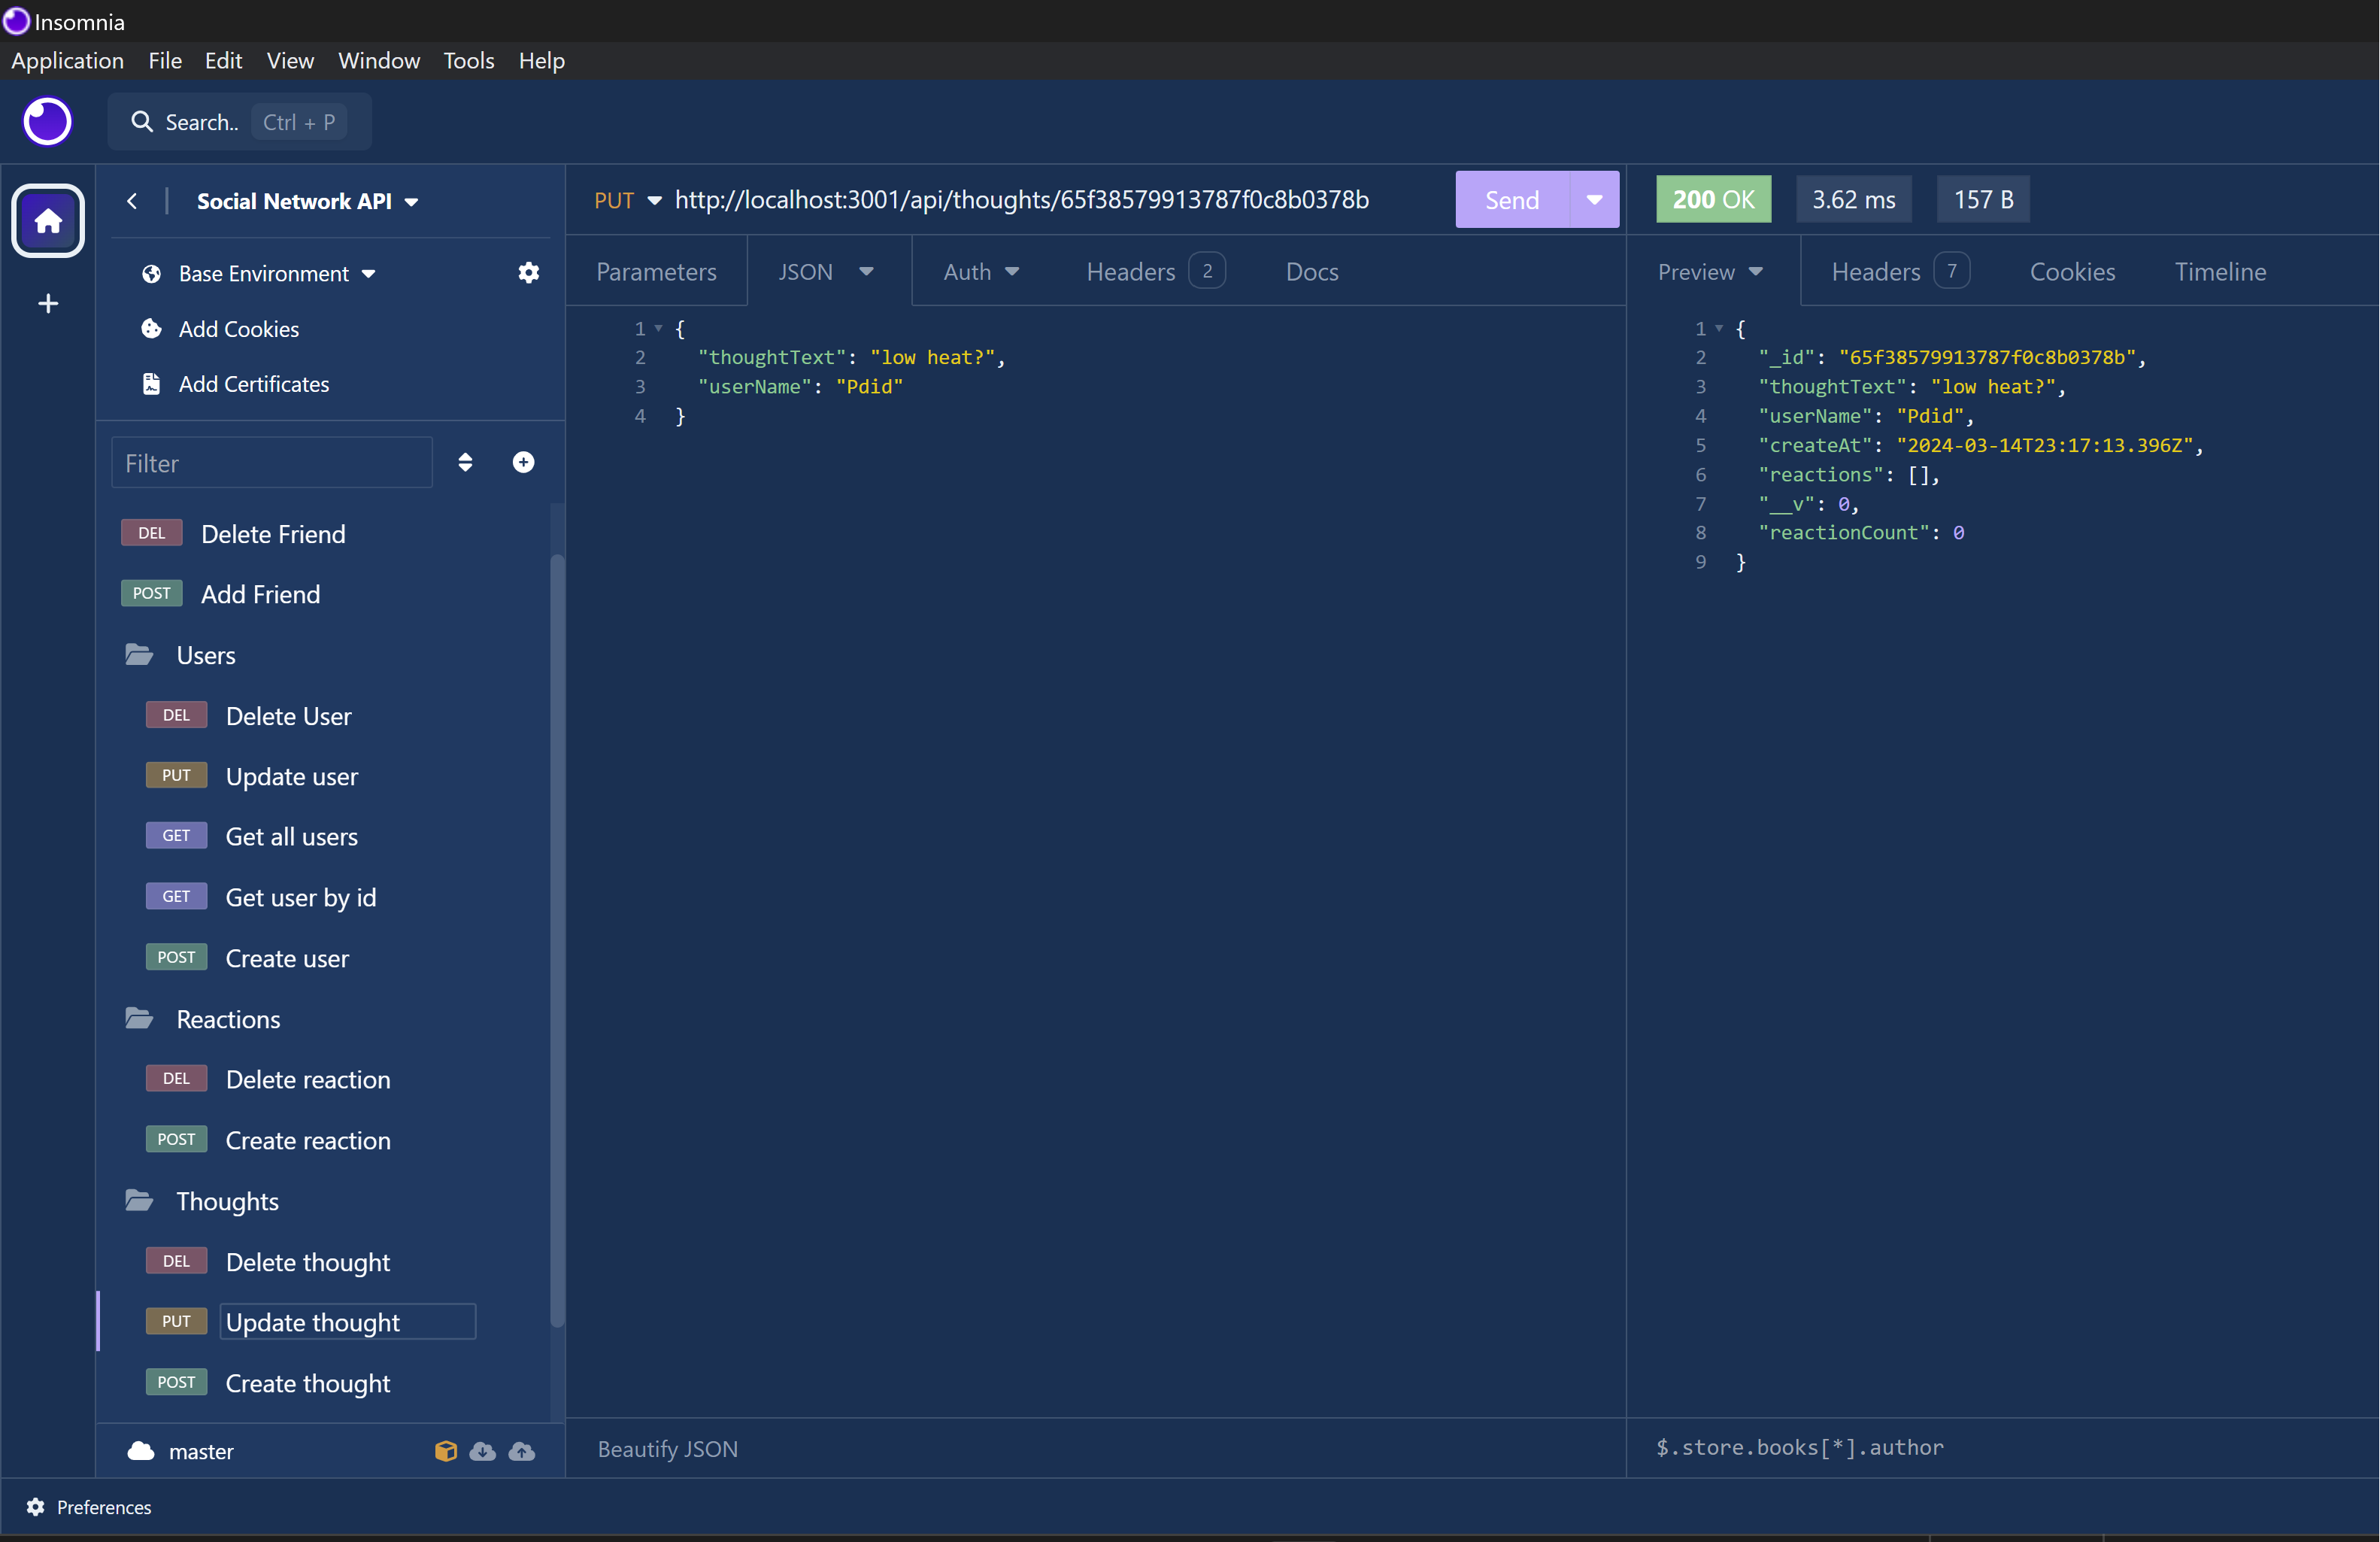 Insomnia
Application File Edit View Window Tools Help
Search.. Ctrl + P
Social Network API
PUT http://localhost:3001/api/thoughts/65f38579913787f0c8b0378b Send
200 OK 3.62 ms 157 B
Base Environment
Add Cookies
Add Certificates
Filter
DEL Delete Friend
POST Add Friend
Users
DEL Delete User
PUT Update user
GET Get all users
GET Get user by id
POST Create user
Reactions
DEL Delete reaction
POST Create reaction
Thoughts
DEL Delete thought
PUT Update thought
POST Create thought
master
Parameters JSON Auth Headers 2 Docs
1 {
2 "thoughtText": "low heat?",
3 "userName": "Pdid"
4 }
Beautify JSON
Preview Headers 7 Cookies Timeline
1 {
2 "_id": "65f38579913787f0c8b0378b",
3 "thoughtText": "low heat?",
4 "userName": "Pdid",
5 "createAt": "2024-03-14T23:17:13.396Z",
6 "reactions": [],
7 "__v": 0,
8 "reactionCount": 0
9 }
$.store.books[*].author
Preferences